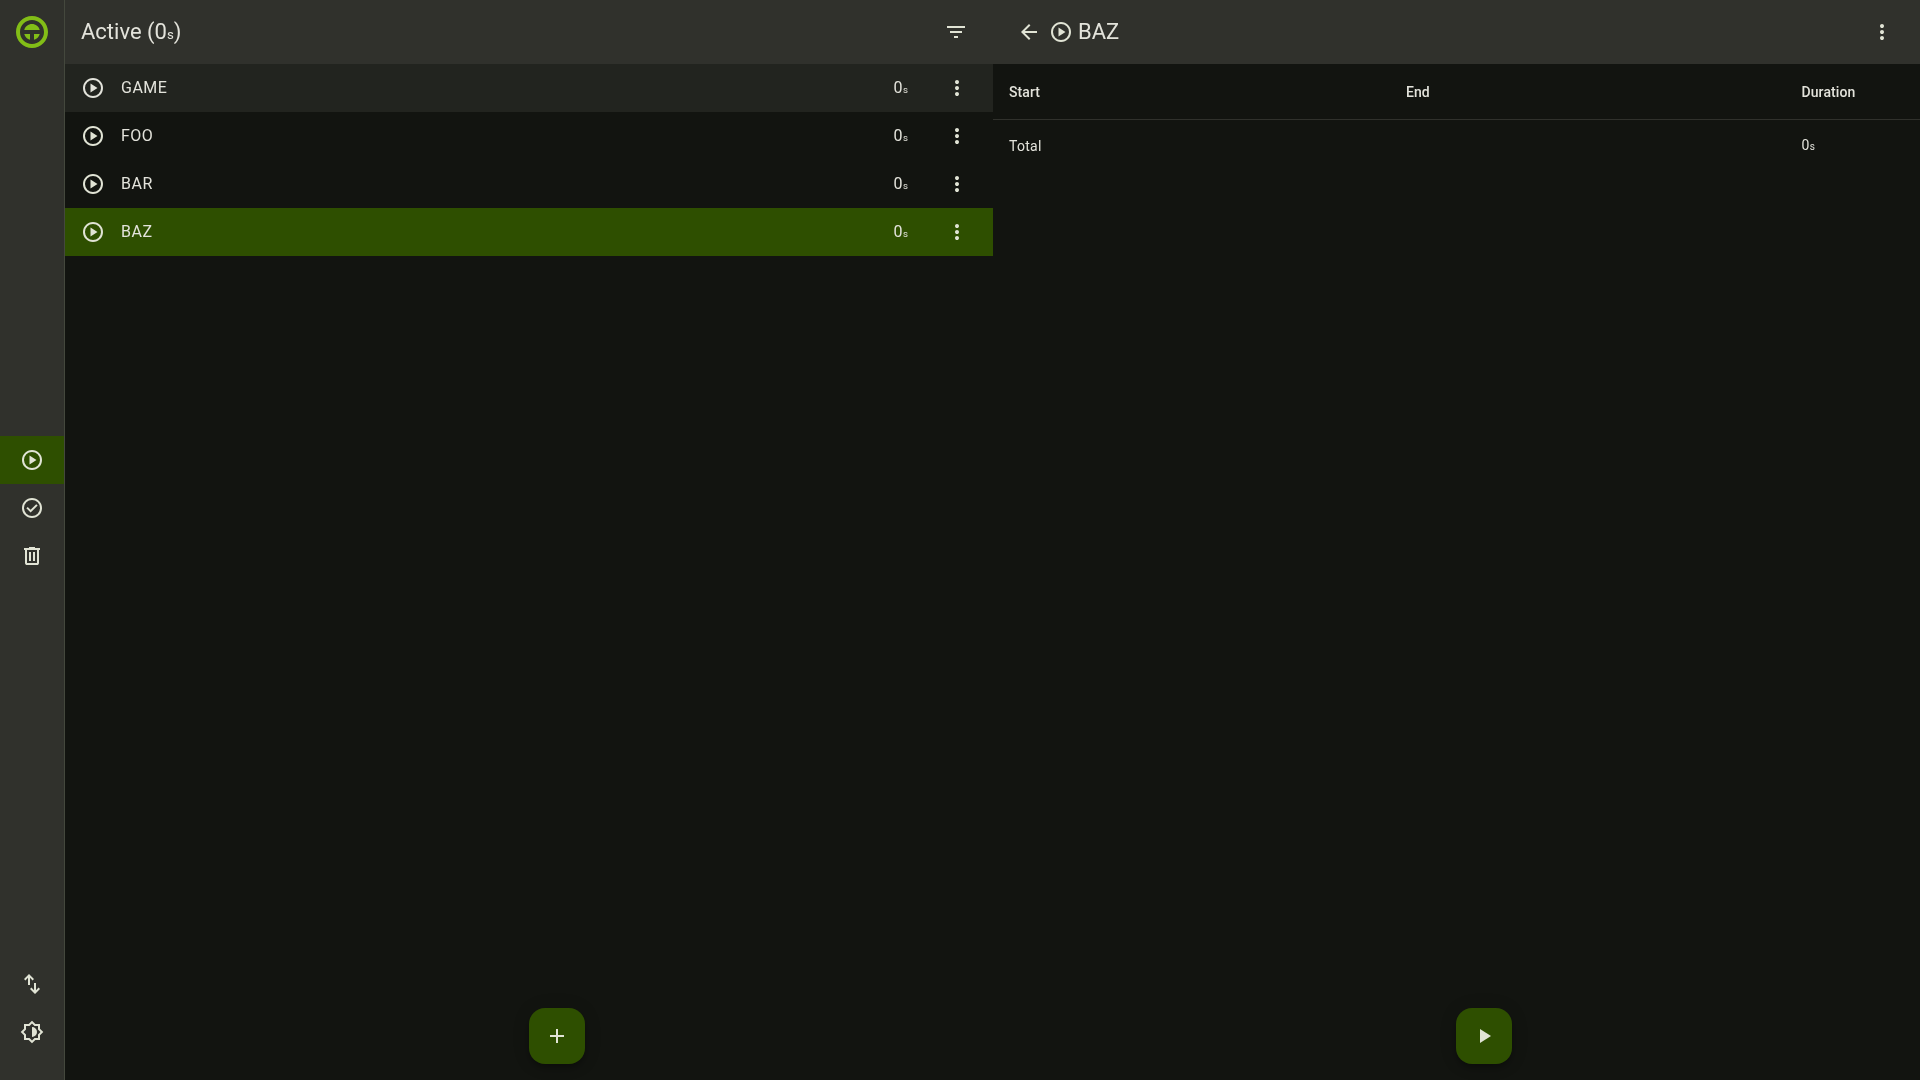 Active (0s)
BAZ
GAME 0s
FOO 0s
BAR 0s
BAZ 0s
Start End Duration
Total 0s